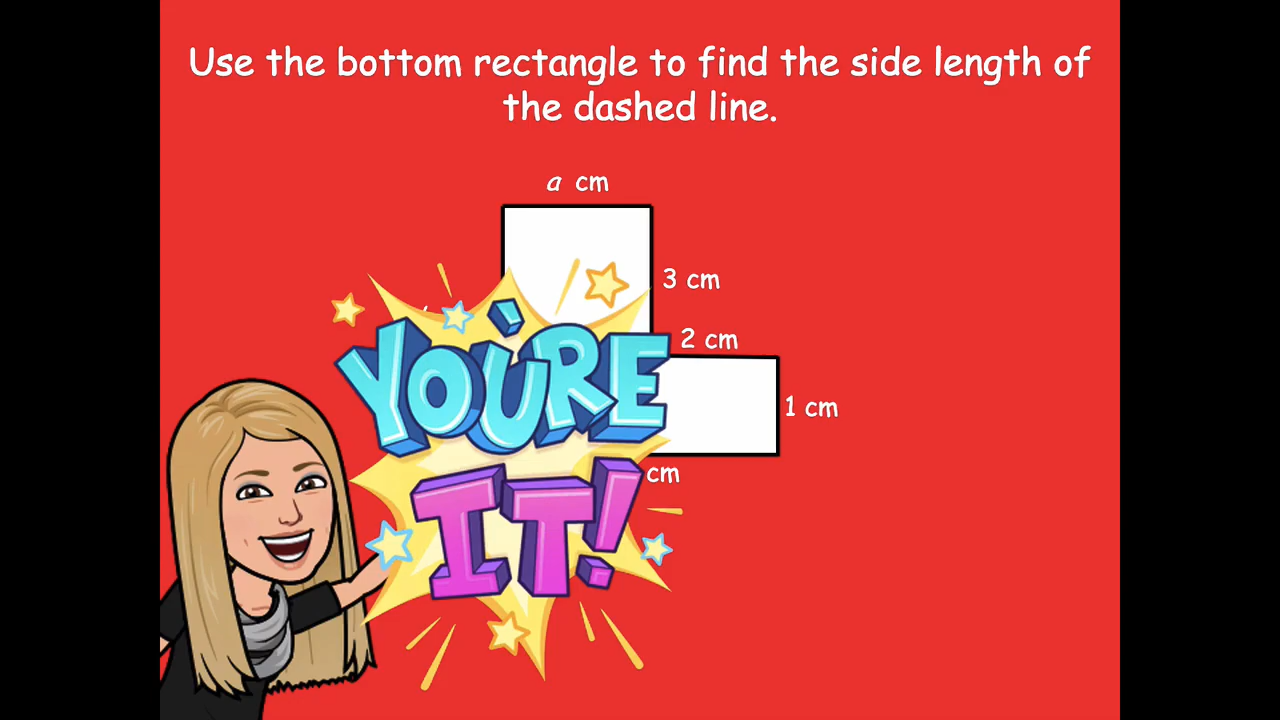 Use the bottom rectangle to find the side length of
the dashed line.
a cm
3 cm
2 cm
1 cm
cm
YOU'RE
IT!